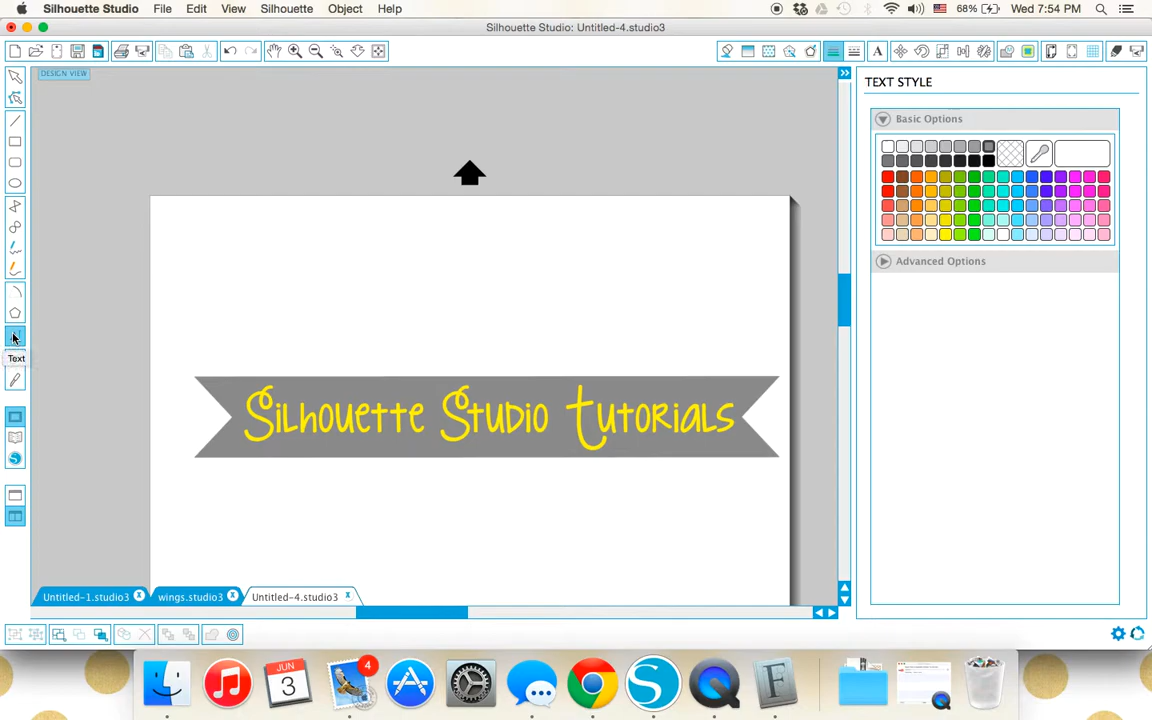 Silhouette Studio File Edit View Silhouette Object Help 68% Wed 7:54 PM
Silhouette Studio: Untitled-4.studio3
DESIGN VIEW
TEXT STYLE
Basic Options
Advanced Options
Text
Silhouette Studio Tutorials
Untitled-1.studio3 wings.studio3 Untitled-4.studio3
JUN
3
4